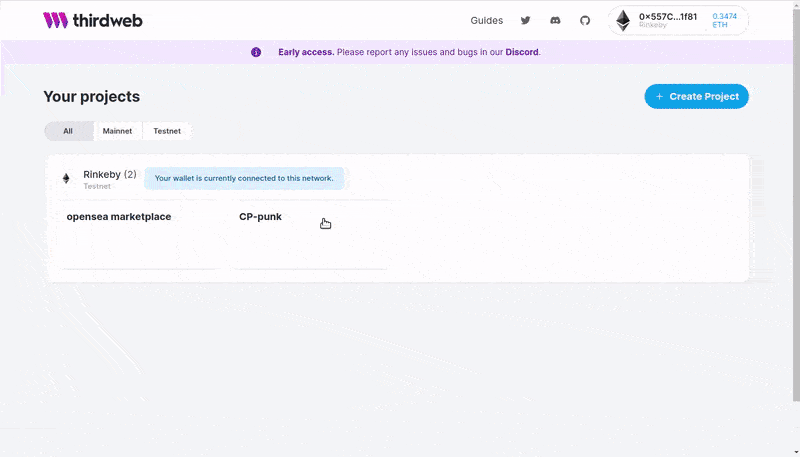 thirdweb
Guides
0x557C...1f81
Rinkeby
0.3474
ETH
Early access. Please report any issues and bugs in our Discord.
Your projects
+ Create Project
All
Mainnet
Testnet
Rinkeby (2)
Testnet
Your wallet is currently connected to this network.
opensea marketplace
CP-punk